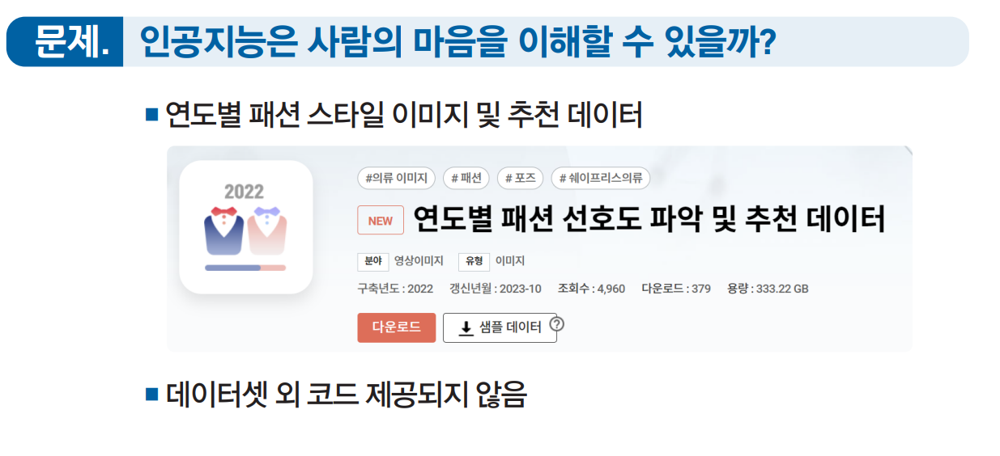 문제. 인공지능은 사람의 마음을 이해할 수 있을까?
■ 연도별 패션 스타일 이미지 및 추천 데이터
2022
#의류 이미지 # 패션 # 포즈 # 쉐이프리스의류
NEW 연도별 패션 선호도 파악 및 추천 데이터
분야 영상이미지 유형 이미지
구축년도 : 2022 갱신년월 : 2023-10 조회수 : 4,960 다운로드 : 379 용량 : 333.22 GB
다운로드 샘플 데이터 ?
■ 데이터셋 외 코드 제공되지 않음